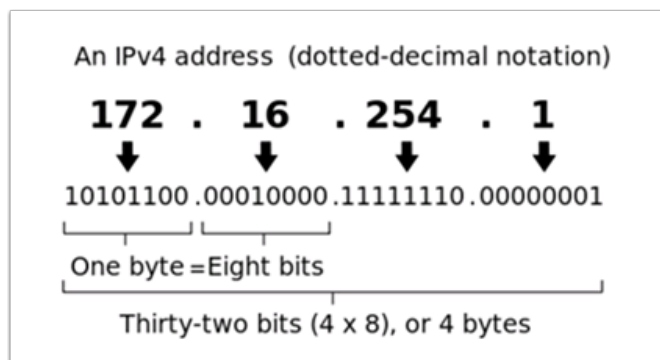 An IPv4 address (dotted-decimal notation)
172 . 16 . 254 . 1
10101100 .00010000.11111110.00000001
One byte =Eight bits
Thirty-two bits (4 x 8), or 4 bytes